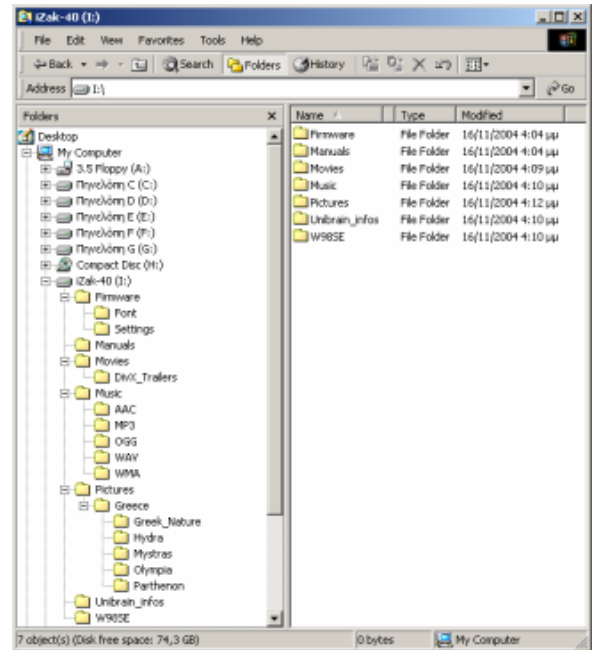 iZak-40 (I:)
File Edit View Favorites Tools Help
Back Search Folders History
Address I:\ Go
Folders
Name Type Modified
Desktop
My Computer
3.5 Floppy (A:)
Πηνελόπη C (C:)
Πηνελόπη D (D:)
Πηνελόπη E (E:)
Πηνελόπη F (F:)
Πηνελόπη G (G:)
Compact Disc (H:)
iZak-40 (I:)
Firmware
Font
Settings
Manuals
Movies
DivX_Trailers
Music
AAC
MP3
OGG
WAV
WMA
Pictures
Greece
Greek_Nature
Hydra
Mystras
Olympia
Parthenon
Unibrain_infos
W98SE
Firmware File Folder 16/11/2004 4:04 μμ
Manuals File Folder 16/11/2004 4:04 μμ
Movies File Folder 16/11/2004 4:09 μμ
Music File Folder 16/11/2004 4:10 μμ
Pictures File Folder 16/11/2004 4:12 μμ
Unibrain_infos File Folder 16/11/2004 4:10 μμ
W98SE File Folder 16/11/2004 4:10 μμ
7 object(s) (Disk free space: 74,3 GB) 0 bytes My Computer